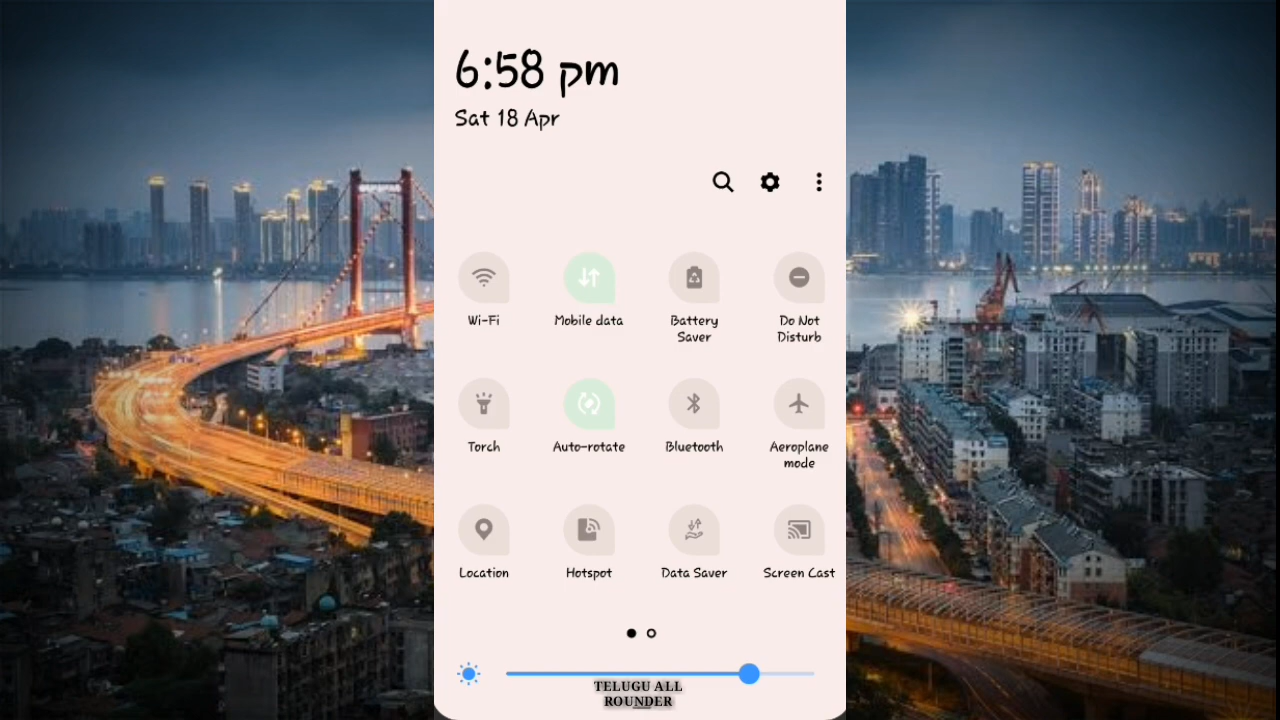 6:58 pm
Sat 18 Apr
Wi-Fi
Mobile data
Battery
Saver
Do Not
Disturb
Torch
Auto-rotate
Bluetooth
Aeroplane
mode
Location
Hotspot
Data Saver
Screen Cast
TELUGU ALL
ROUNDER